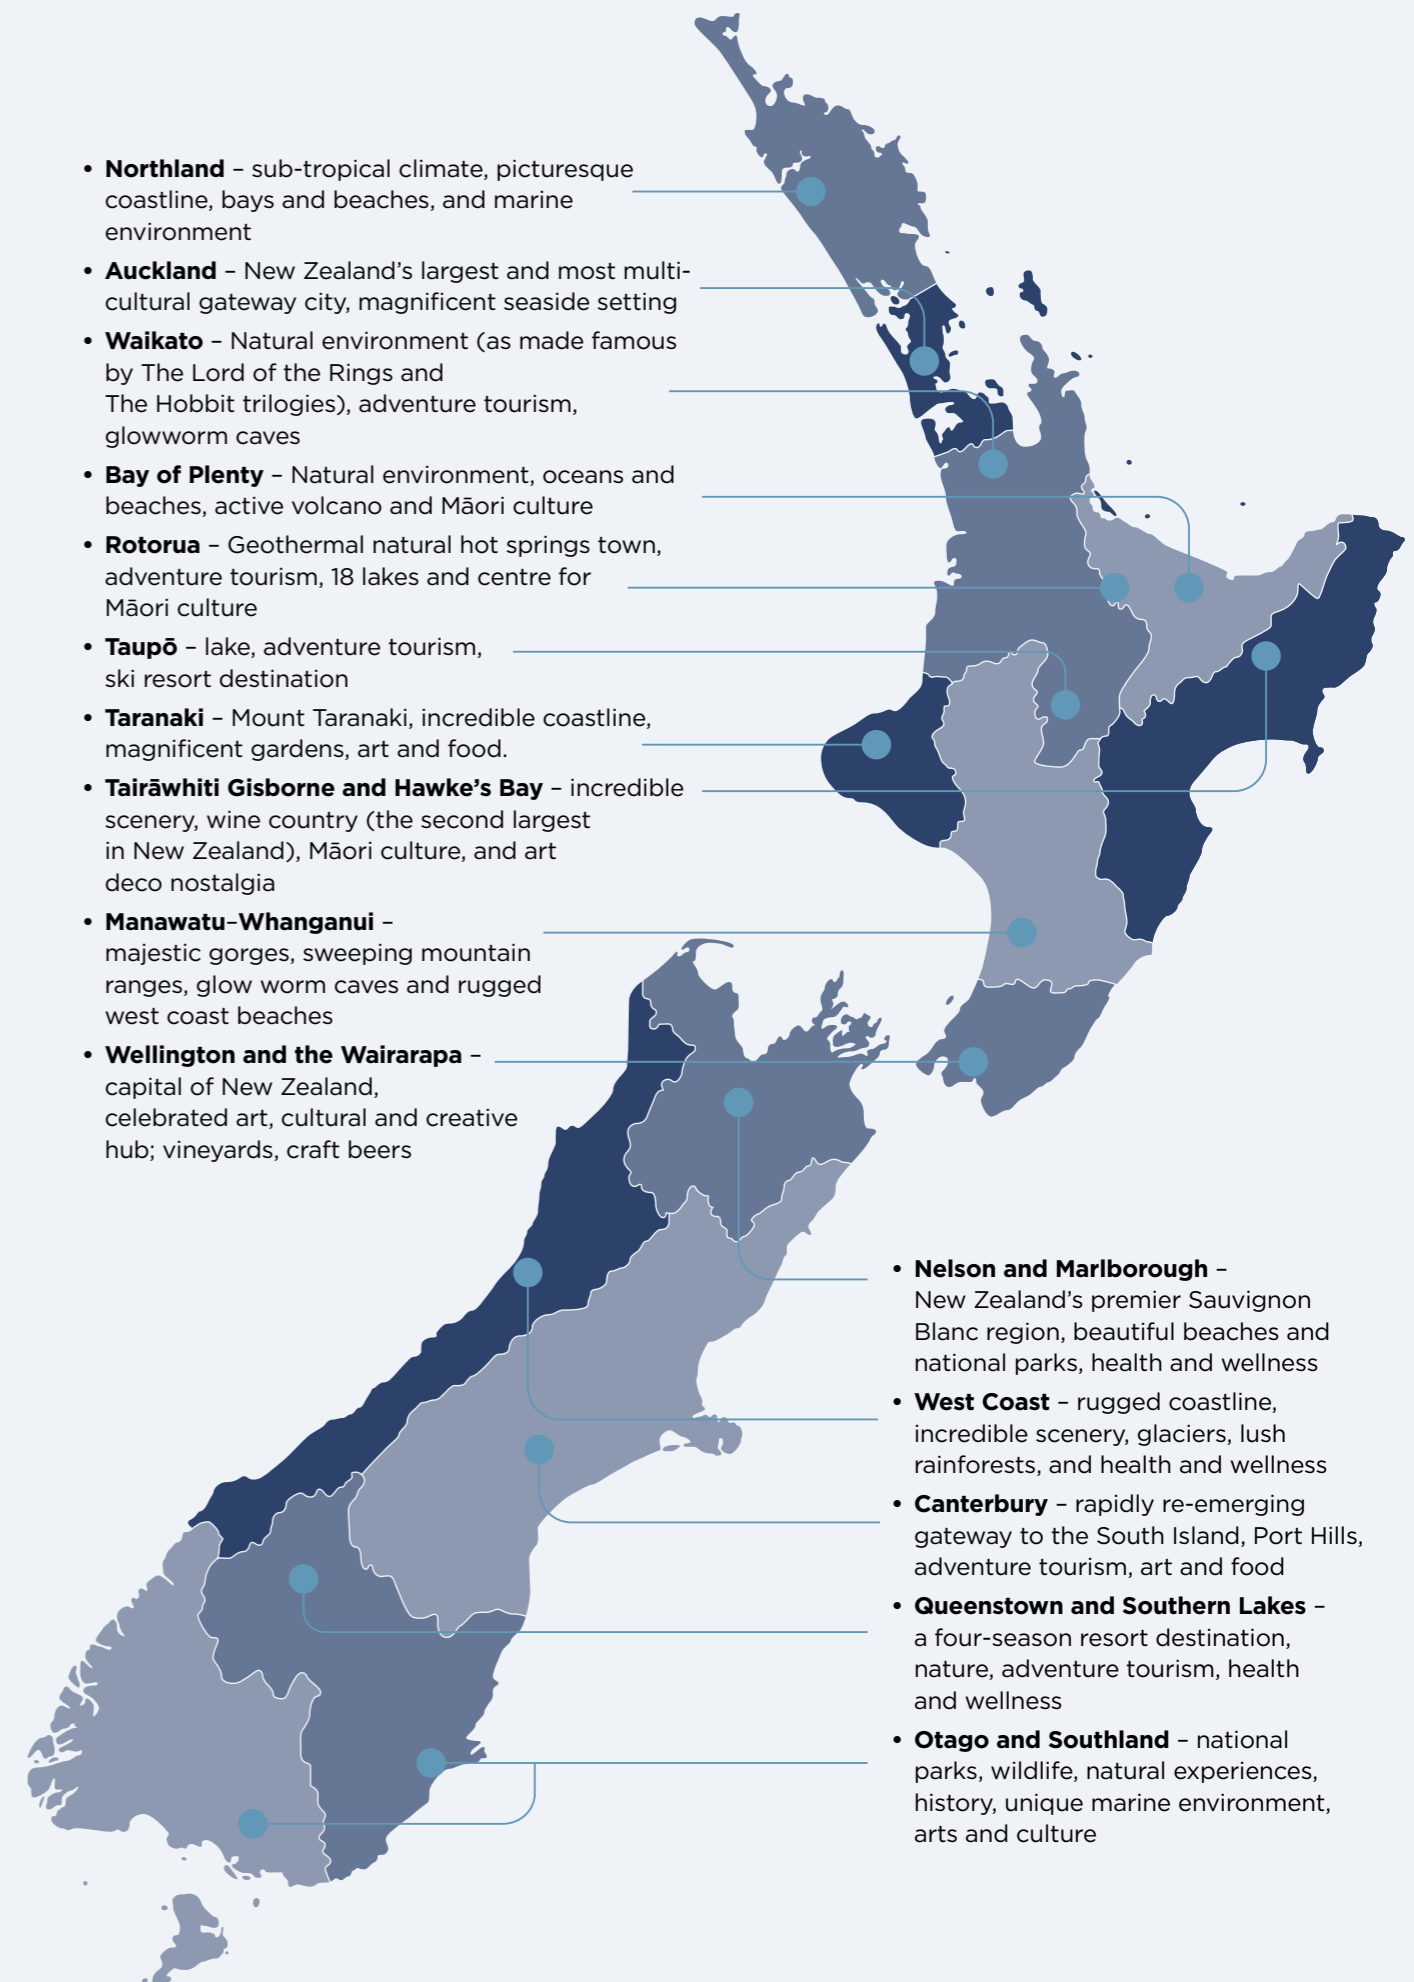 • Northland – sub-tropical climate, picturesque
coastline, bays and beaches, and marine
environment
• Auckland – New Zealand’s largest and most multi-
cultural gateway city, magnificent seaside setting
• Waikato – Natural environment (as made famous
by The Lord of the Rings and
The Hobbit trilogies), adventure tourism,
glowworm caves
• Bay of Plenty – Natural environment, oceans and
beaches, active volcano and Māori culture
• Rotorua – Geothermal natural hot springs town,
adventure tourism, 18 lakes and centre for
Māori culture
• Taupō – lake, adventure tourism,
ski resort destination
• Taranaki – Mount Taranaki, incredible coastline,
magnificent gardens, art and food.
• Tairāwhiti Gisborne and Hawke’s Bay – incredible
scenery, wine country (the second largest
in New Zealand), Māori culture, and art
deco nostalgia
• Manawatu–Whanganui –
majestic gorges, sweeping mountain
ranges, glow worm caves and rugged
west coast beaches
• Wellington and the Wairarapa –
capital of New Zealand,
celebrated art, cultural and creative
hub; vineyards, craft beers
• Nelson and Marlborough –
New Zealand’s premier Sauvignon
Blanc region, beautiful beaches and
national parks, health and wellness
• West Coast – rugged coastline,
incredible scenery, glaciers, lush
rainforests, and health and wellness
• Canterbury – rapidly re-emerging
gateway to the South Island, Port Hills,
adventure tourism, art and food
• Queenstown and Southern Lakes –
a four-season resort destination,
nature, adventure tourism, health
and wellness
• Otago and Southland – national
parks, wildlife, natural experiences,
history, unique marine environment,
arts and culture